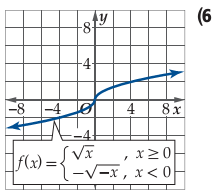 y (6
8
4
-8 -4 O 4 8 x
-4
f(x) = { √x , x ≥ 0
-√-x , x < 0